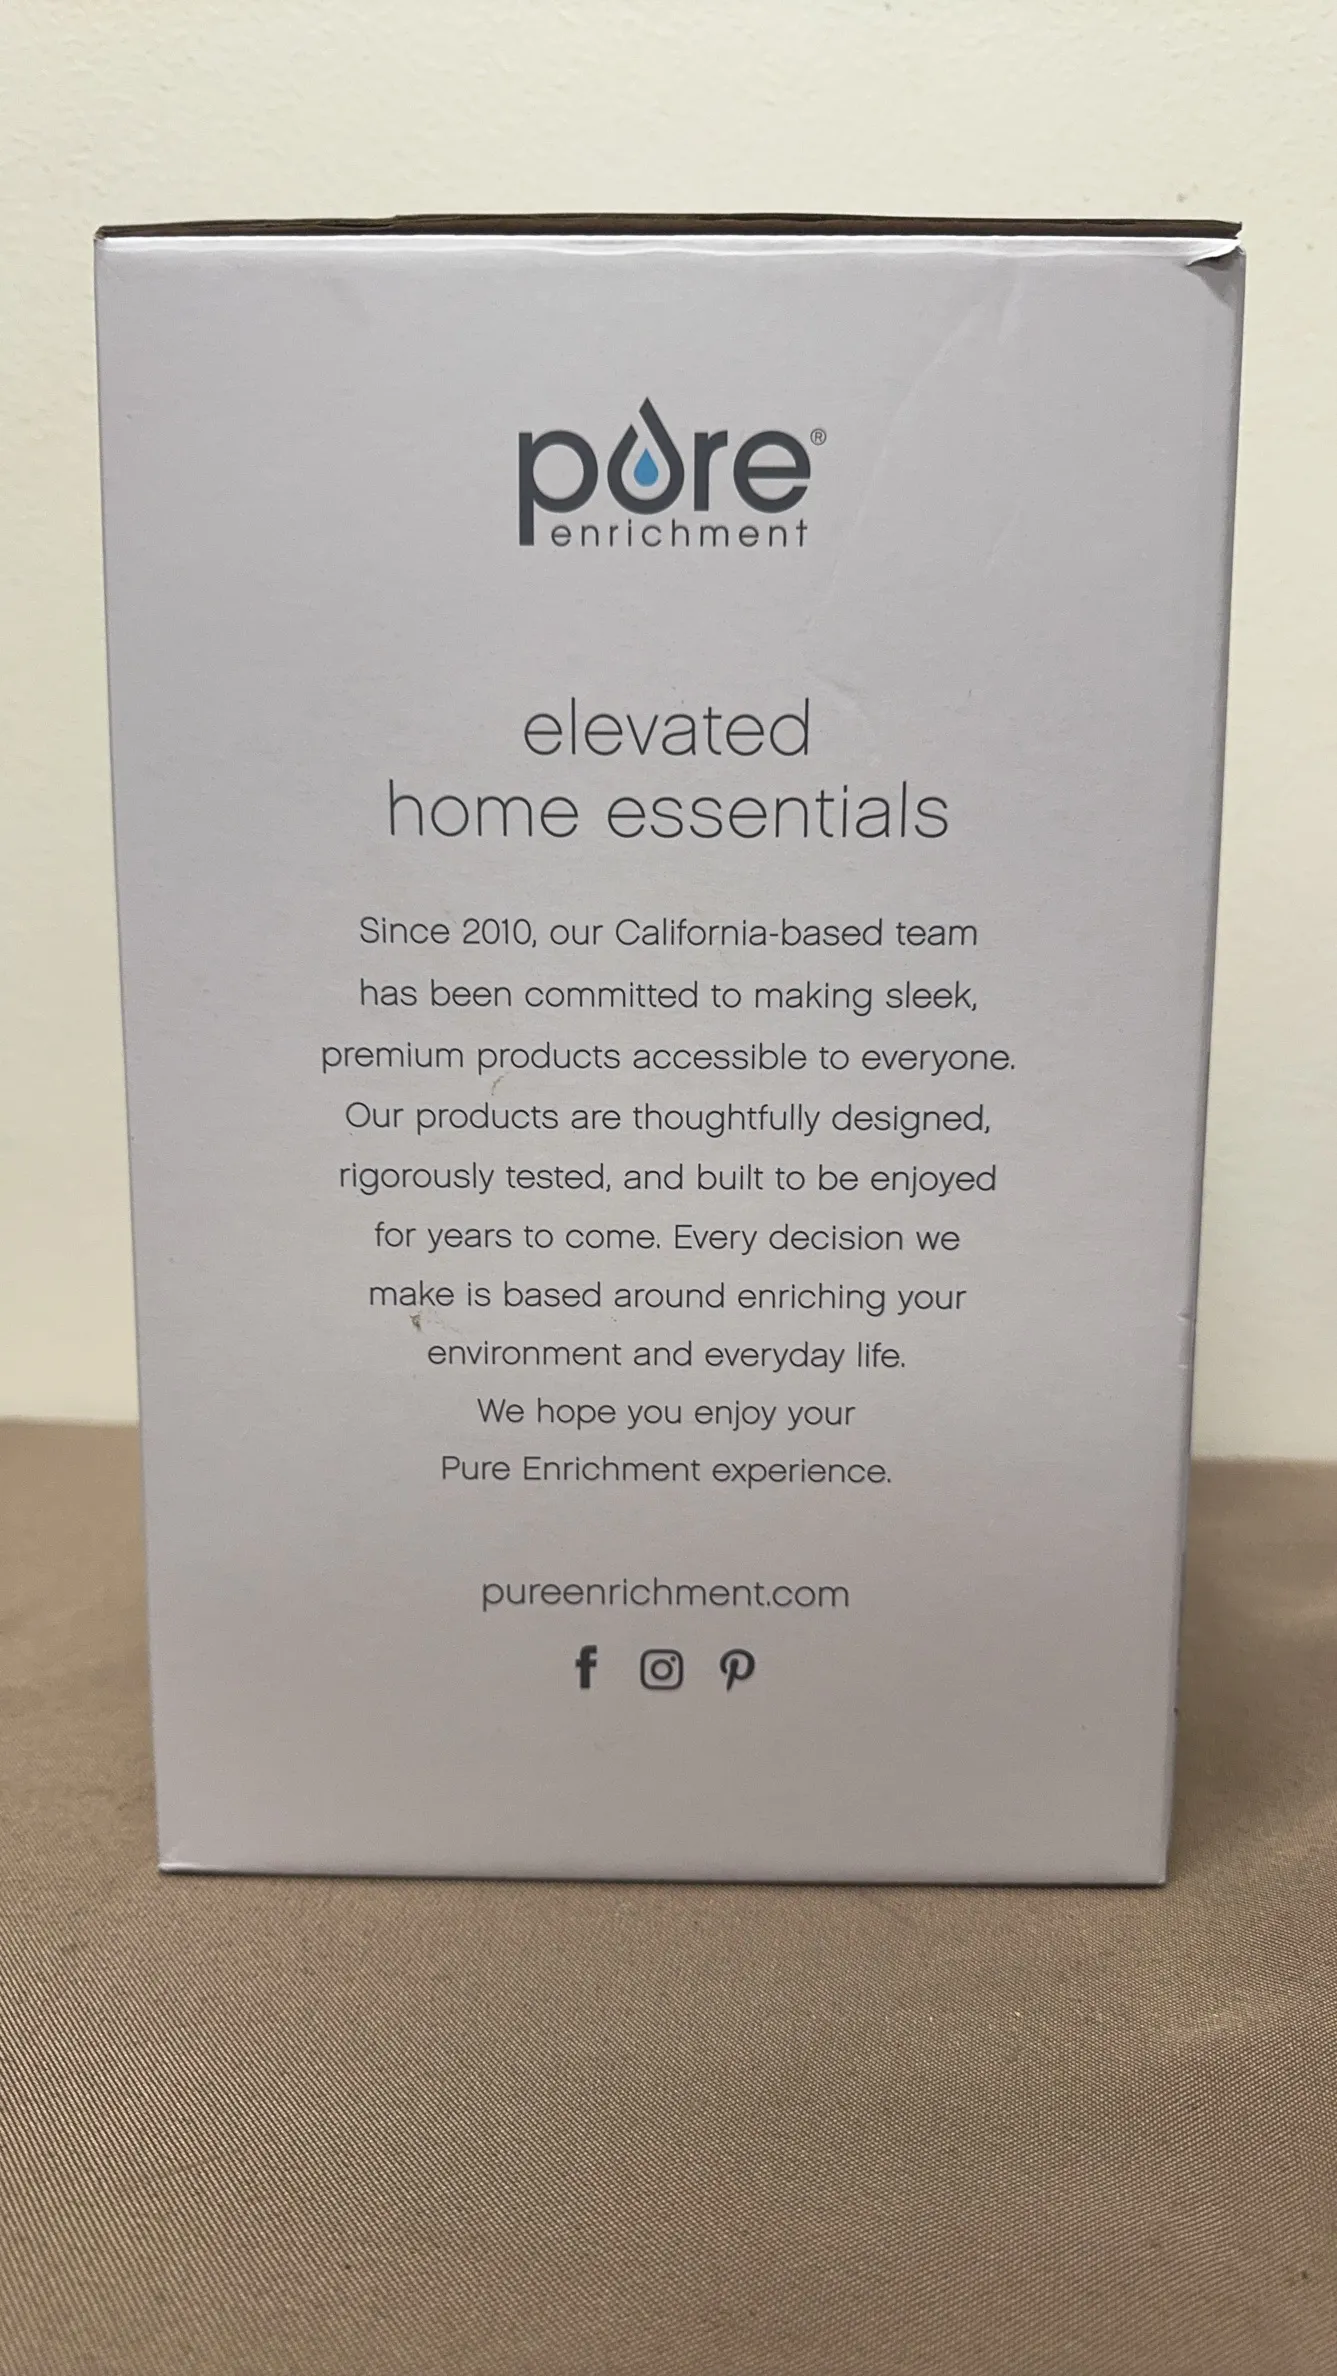 pure®
enrichment
elevated
home essentials
Since 2010, our California-based team
has been committed to making sleek,
premium products accessible to everyone.
Our products are thoughtfully designed,
rigorously tested, and built to be enjoyed
for years to come. Every decision we
make is based around enriching your
environment and everyday life.
We hope you enjoy your
Pure Enrichment experience.
pureenrichment.com